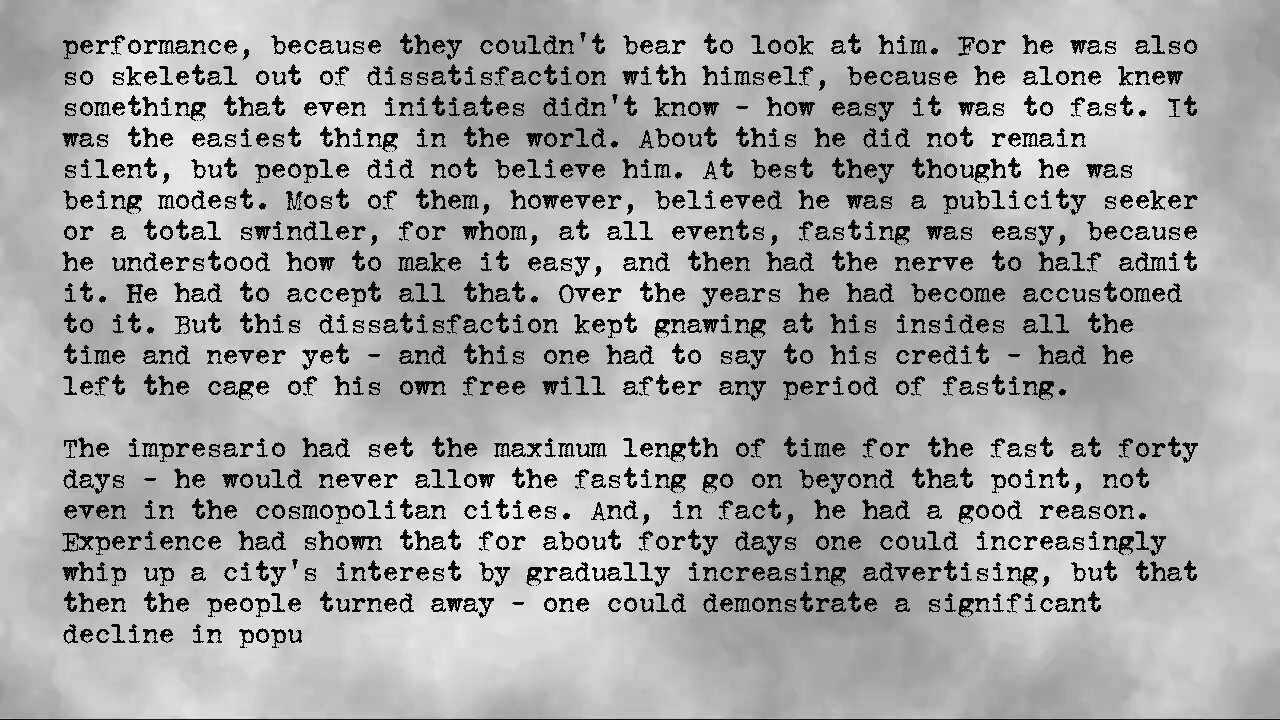 performance, because they couldn't bear to look at him. For he was also
so skeletal out of dissatisfaction with himself, because he alone knew
something that even initiates didn't know - how easy it was to fast. It
was the easiest thing in the world. About this he did not remain
silent, but people did not believe him. At best they thought he was
being modest. Most of them, however, believed he was a publicity seeker
or a total swindler, for whom, at all events, fasting was easy, because
he understood how to make it easy, and then had the nerve to half admit
it. He had to accept all that. Over the years he had become accustomed
to it. But this dissatisfaction kept gnawing at his insides all the
time and never yet - and this one had to say to his credit - had he
left the cage of his own free will after any period of fasting.

The impresario had set the maximum length of time for the fast at forty
days - he would never allow the fasting go on beyond that point, not
even in the cosmopolitan cities. And, in fact, he had a good reason.
Experience had shown that for about forty days one could increasingly
whip up a city's interest by gradually increasing advertising, but that
then the people turned away - one could demonstrate a significant
decline in popu